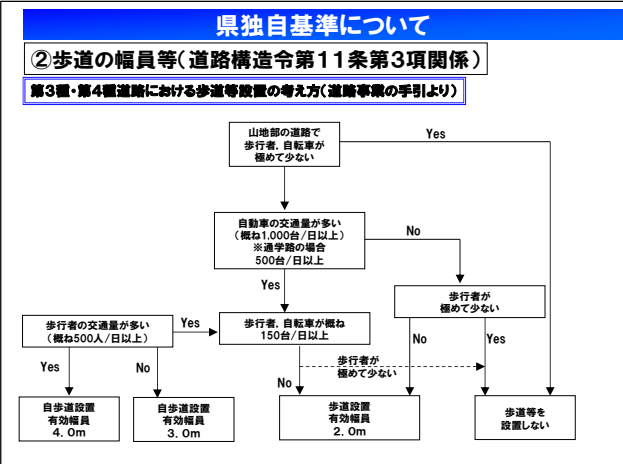 県独自基準について
②歩道の幅員等(道路構造令第11条第3項関係)
第3種・第4種道路における歩道等設置の考え方(道路事業の手引より)
山地部の道路で
歩行者,自転車が
極めて少ない
Yes
自動車の交通量が多い
(概ね1,000台/日以上)
※通学路の場合
500台/日以上
No
Yes
歩行者が
極めて少ない
歩行者の交通量が多い
(概ね500人/日以上)
Yes
歩行者,自転車が概ね
150台/日以上
No
Yes
歩行者が
極めて少ない
Yes
No
No
自歩道設置
有効幅員
4.0m
自歩道設置
有効幅員
3.0m
歩道設置
有効幅員
2.0m
歩道等を
設置しない